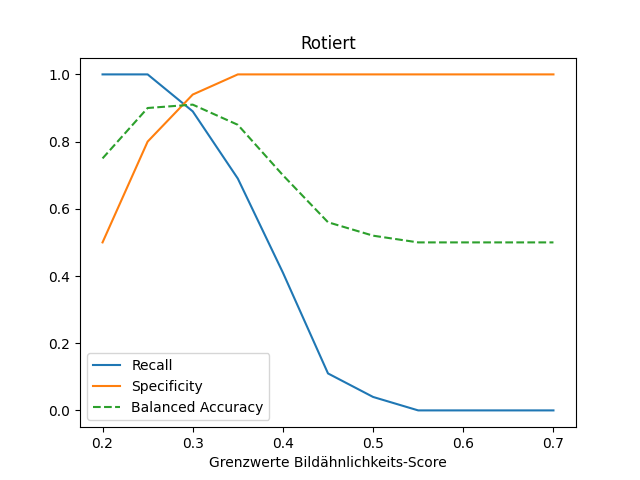 Rotiert
1.0
0.8
0.6
0.4
0.2
0.0
Recall
Specificity
Balanced Accuracy
0.2 0.3 0.4 0.5 0.6 0.7
Grenzwerte Bildähnlichkeits-Score